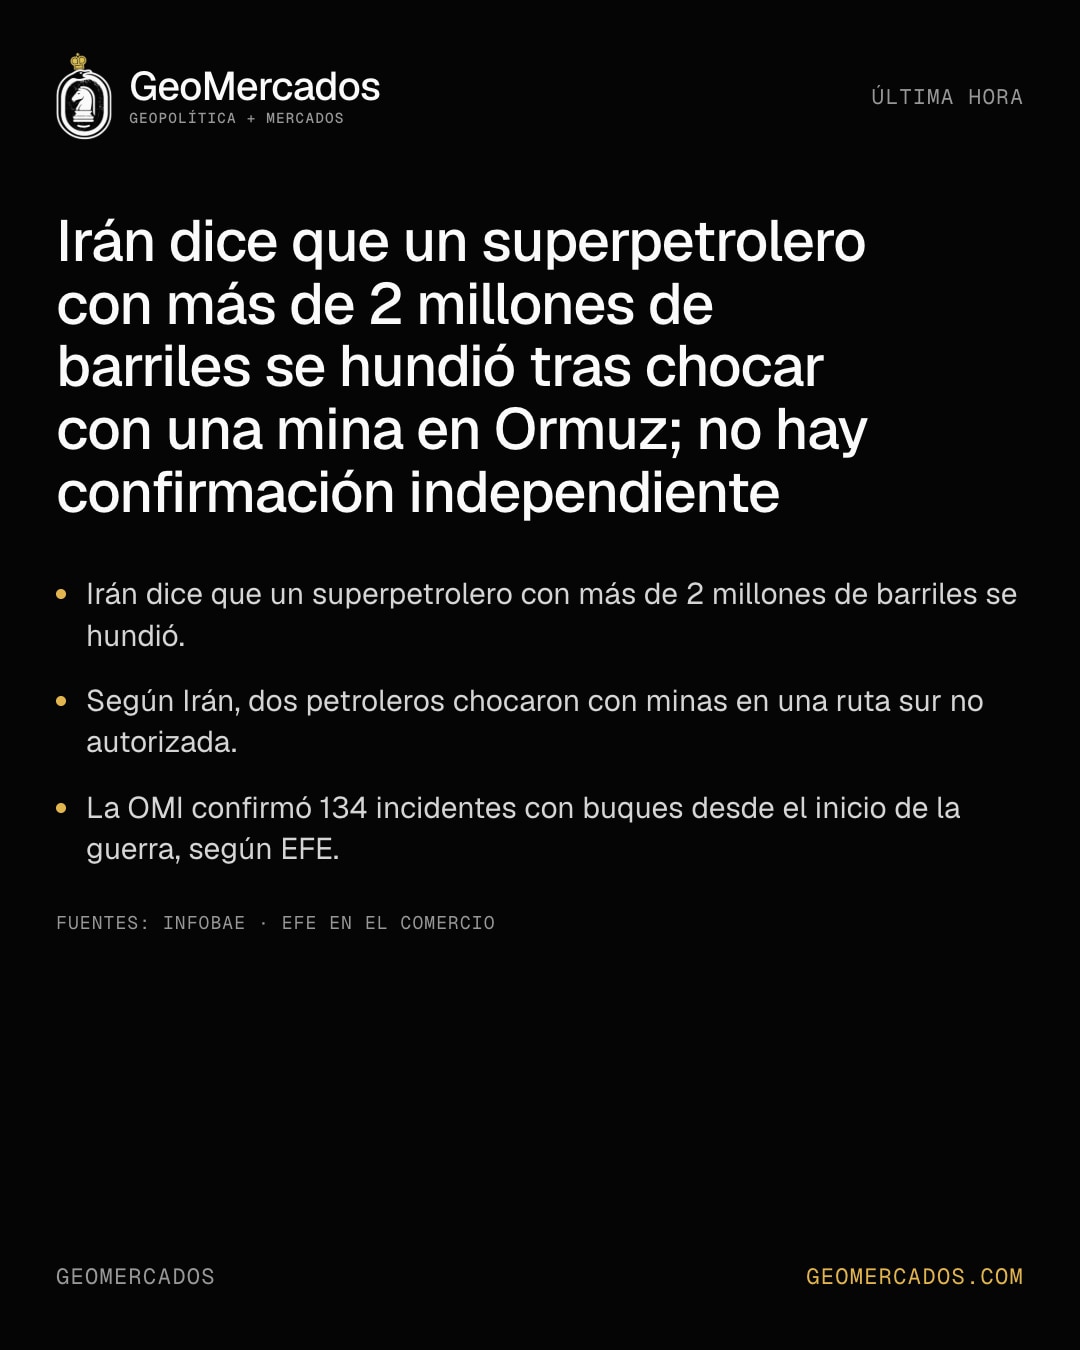 GeoMercados
GEOPOLÍTICA + MERCADOS
ÚLTIMA HORA
Irán dice que un superpetrolero
con más de 2 millones de
barriles se hundió tras chocar
con una mina en Ormuz; no hay
confirmación independiente
• Irán dice que un superpetrolero con más de 2 millones de barriles se
hundió.
• Según Irán, dos petroleros chocaron con minas en una ruta sur no
autorizada.
• La OMI confirmó 134 incidentes con buques desde el inicio de la
guerra, según EFE.
FUENTES: INFOBAE · EFE EN EL COMERCIO
GEOMERCADOS
GEOMERCADOS.COM